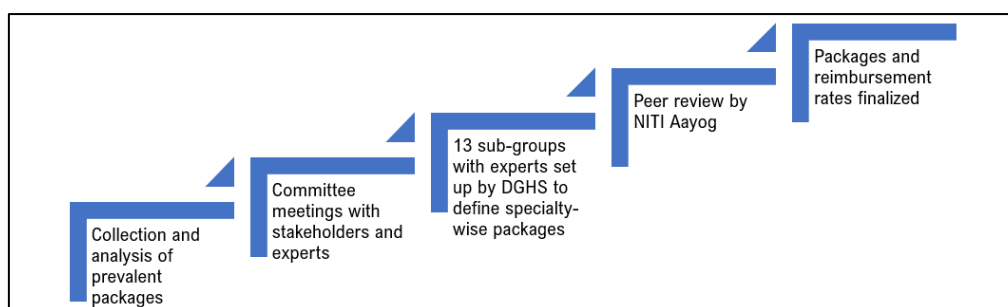 Collection and
analysis of
prevalent
packages
Committee
meetings with
stakeholders and
experts
13 sub-groups
with experts set
up by DGHS to
define specialty-
wise packages
Peer review by
NITI Aayog
Packages and
reimbursement
rates finalized